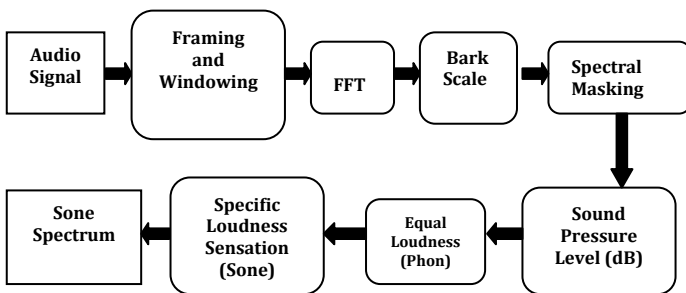 Audio
Signal
Framing
and
Windowing
FFT
Bark
Scale
Spectral
Masking
Sound
Pressure
Level (dB)
Equal
Loudness
(Phon)
Specific
Loudness
Sensation
(Sone)
Sone
Spectrum